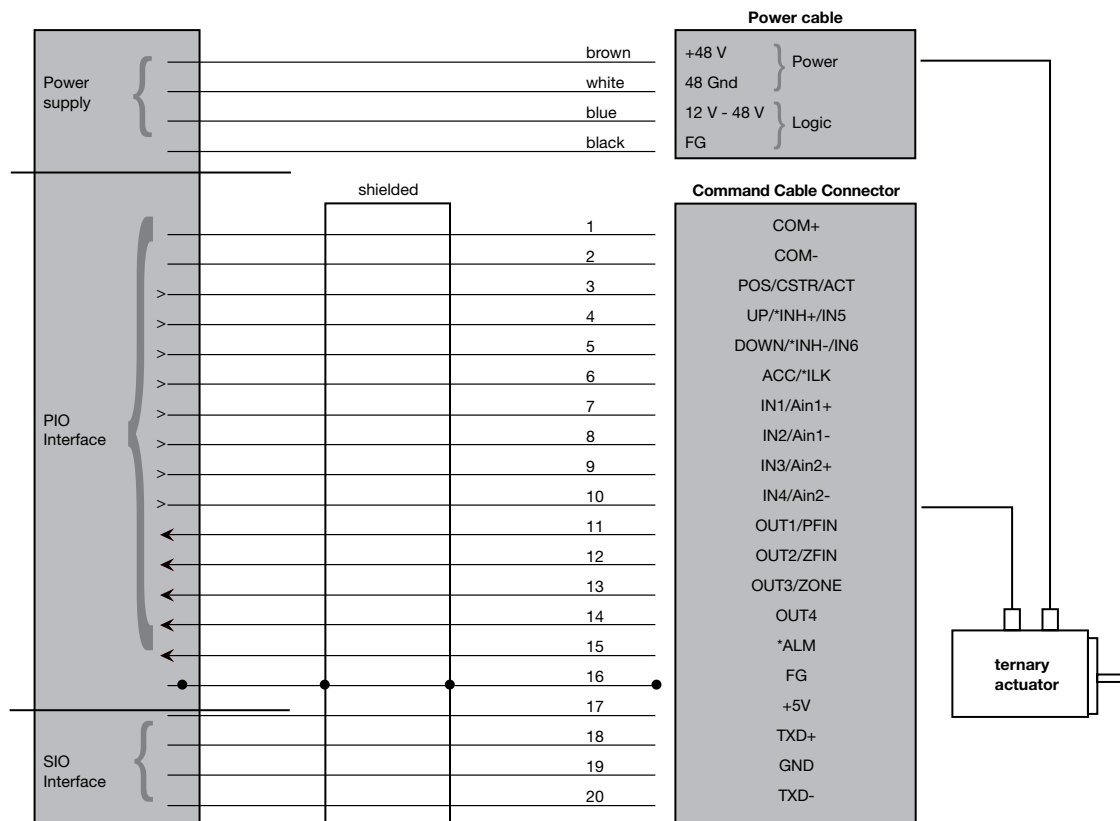 Power cable
Power
supply
brown
white
blue
black
+48 V
48 Gnd
12 V - 48 V
FG
Power
Logic
shielded
Command Cable Connector
PIO
Interface
1 COM+
2 COM-
> 3 POS/CSTR/ACT
> 4 UP/*INH+/IN5
> 5 DOWN/*INH-/IN6
> 6 ACC/*ILK
> 7 IN1/Ain1+
> 8 IN2/Ain1-
> 9 IN3/Ain2+
> 10 IN4/Ain2-
11 OUT1/PFIN
12 OUT2/ZFIN
13 OUT3/ZONE
14 OUT4
15 *ALM
16 FG
17 +5V
18 TXD+
19 GND
20 TXD-
SIO
Interface
ternary
actuator